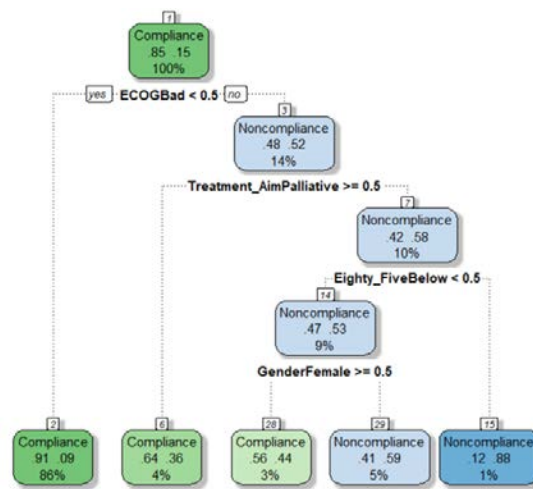 1
Compliance
.85 .15
100%
yes ECOGBad < 0.5 no
3
Noncompliance
.48 .52
14%
Treatment_AimPalliative >= 0.5
7
Noncompliance
.42 .58
10%
Eighty_FiveBelow < 0.5
14
Noncompliance
.47 .53
9%
GenderFemale >= 0.5
2
Compliance
.91 .09
86%
6
Compliance
.64 .36
4%
28
Compliance
.56 .44
3%
29
Noncompliance
.41 .59
5%
15
Noncompliance
.12 .88
1%